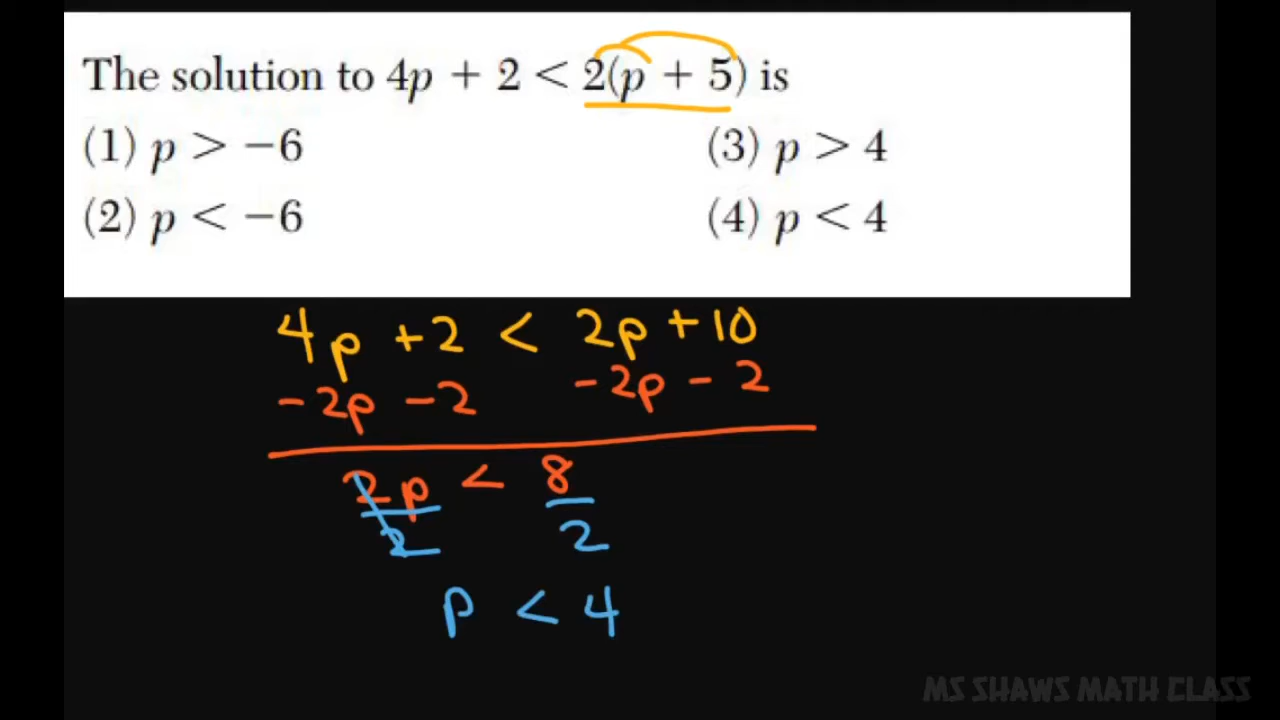 The solution to 4p + 2 < 2(p + 5) is
(1) p > −6 (3) p > 4
(2) p < −6 (4) p < 4
4p +2 < 2p +10
-2p -2 -2p - 2
2p < 8
2 2
p < 4
MS SHAWS MATH CLASS